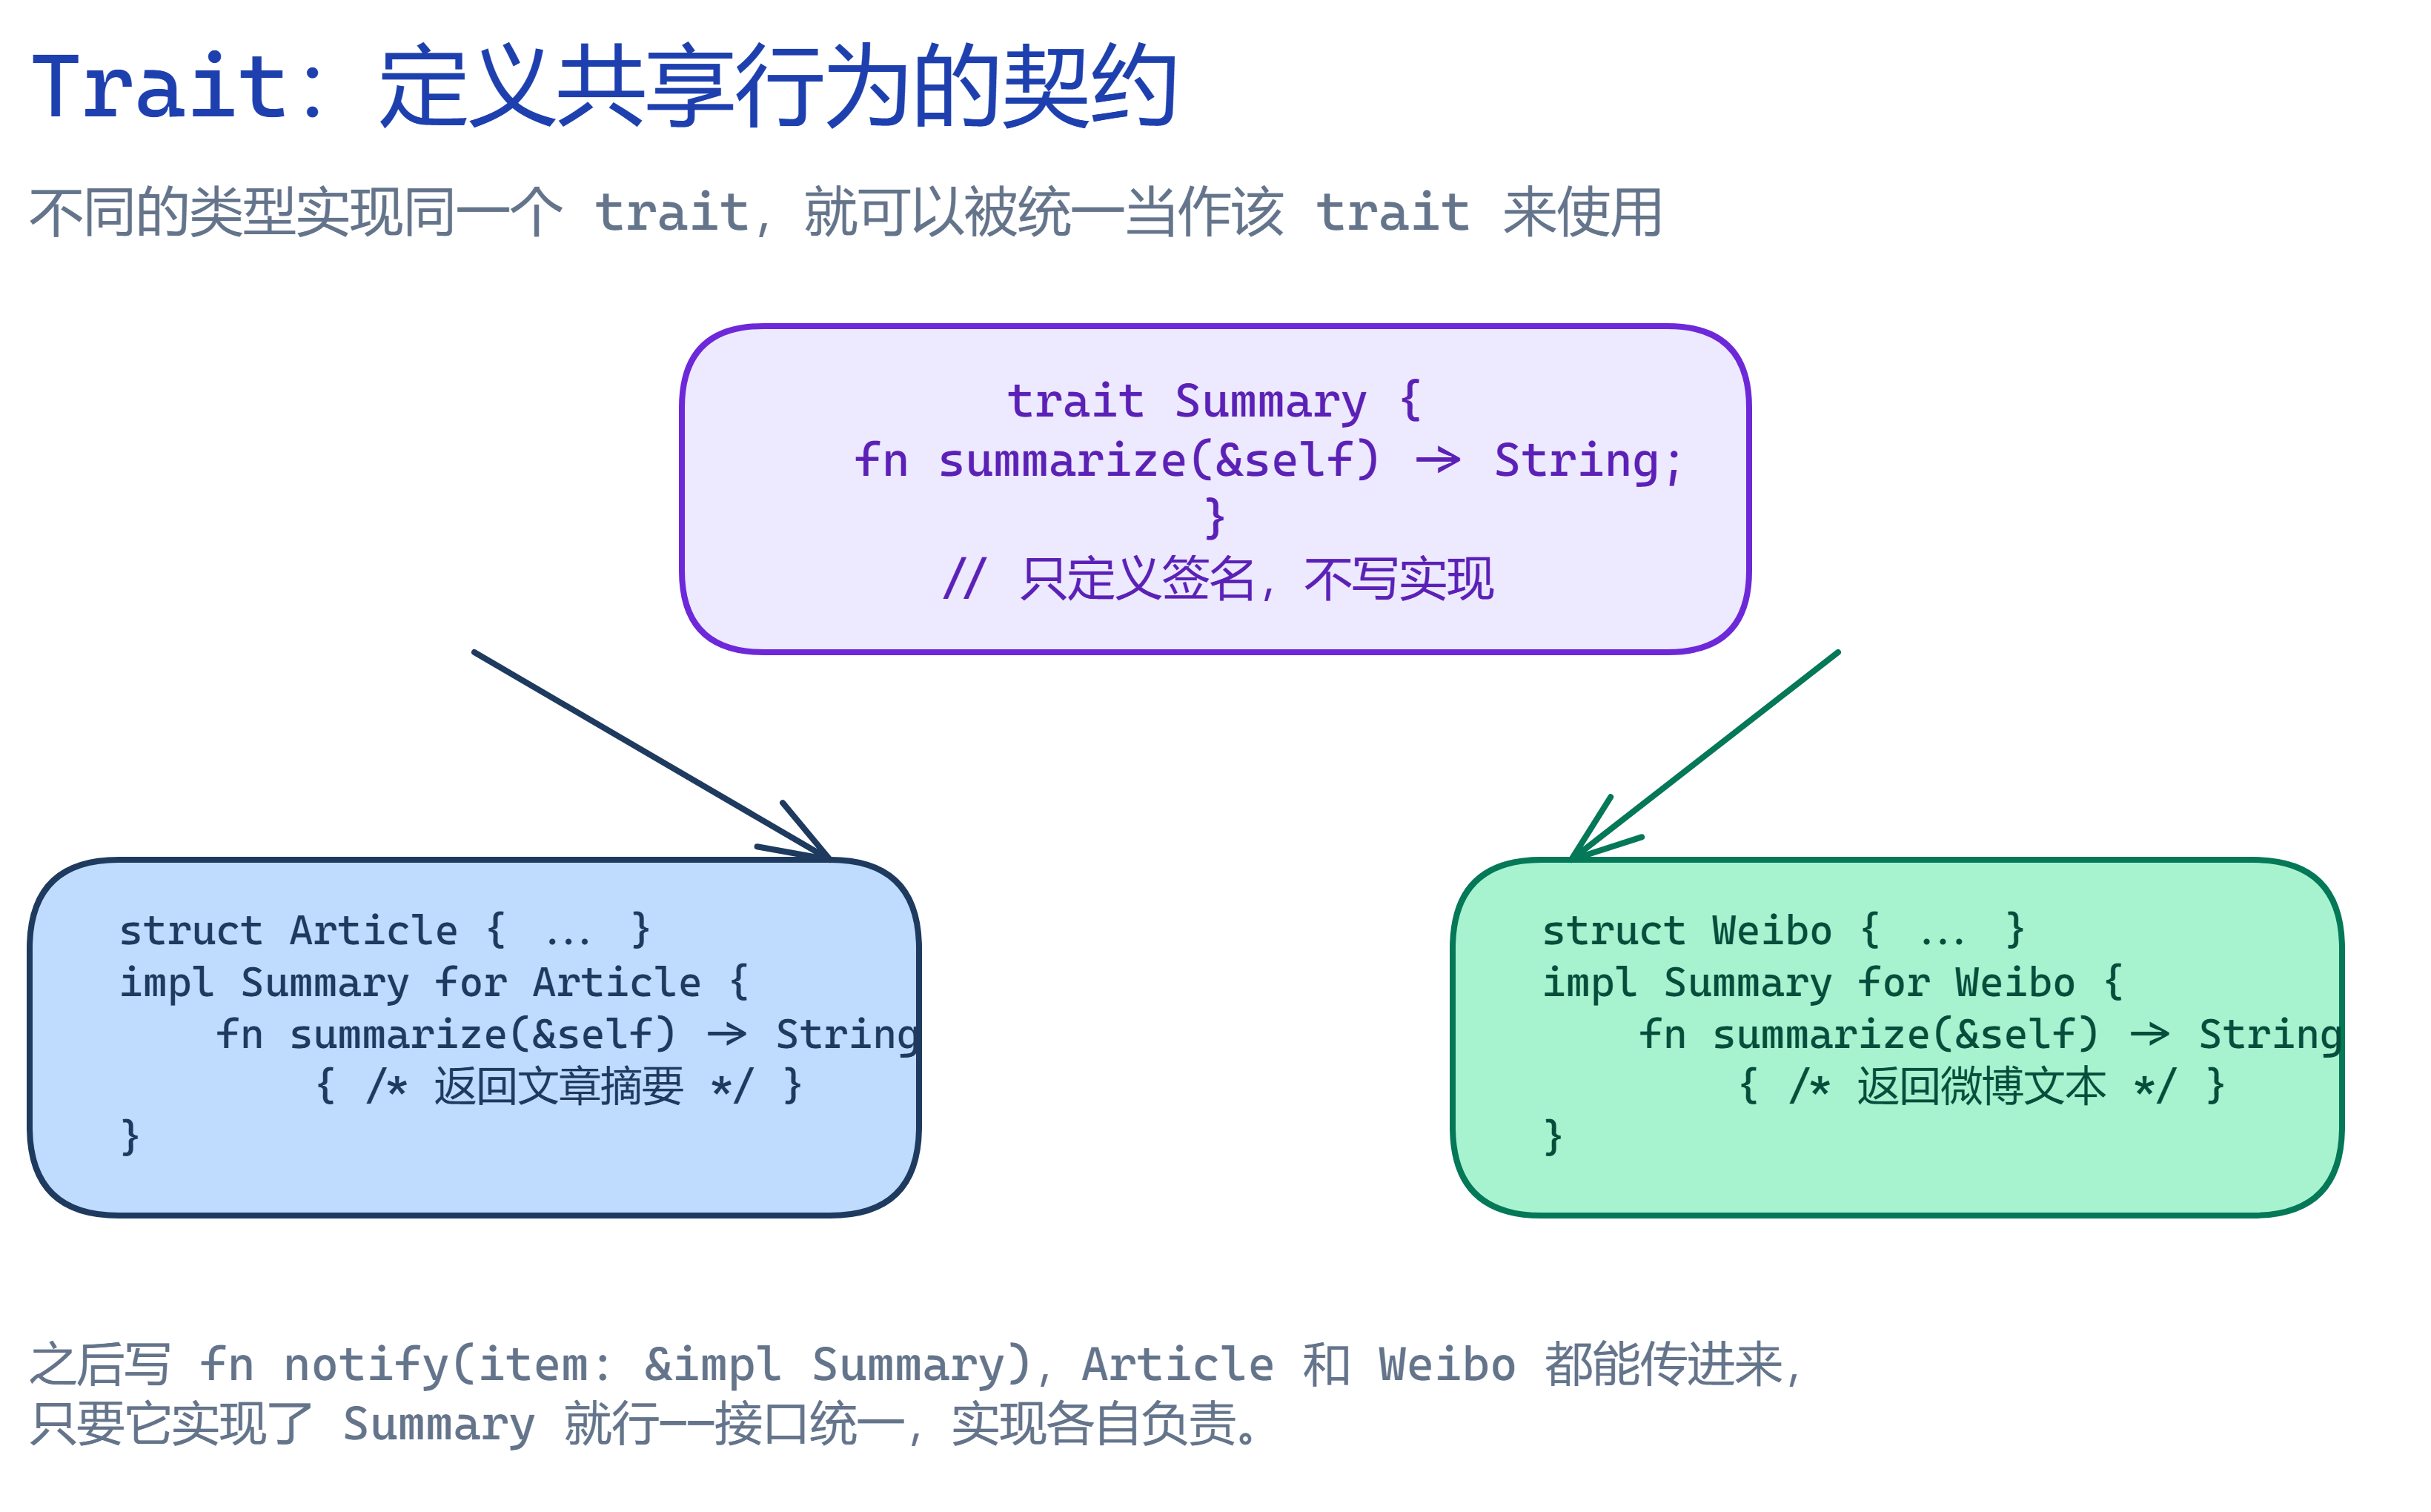 Trait：定义共享行为的契约
不同的类型实现同一个 trait，就可以被统一当作该 trait 来使用
trait Summary {
    fn summarize(&self) -> String;
}
// 只定义签名，不写实现
struct Article { ... }
impl Summary for Article {
    fn summarize(&self) -> String
        { /* 返回文章摘要 */ }
}
struct Weibo { ... }
impl Summary for Weibo {
    fn summarize(&self) -> String
        { /* 返回微博文本 */ }
}
之后写 fn notify(item: &impl Summary)，Article 和 Weibo 都能传进来，
只要它实现了 Summary 就行——接口统一，实现各自负责。